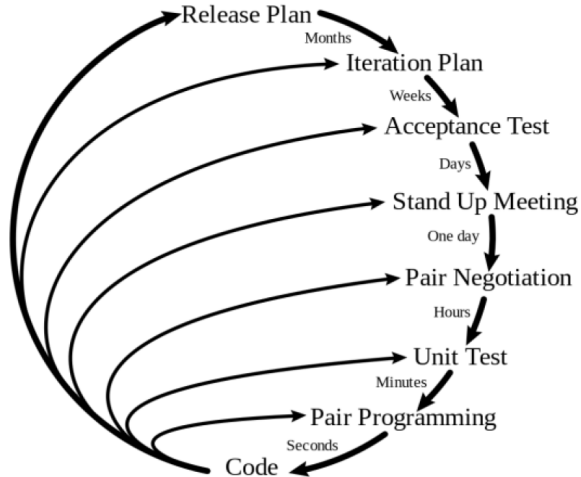 Release Plan
Months
Iteration Plan
Weeks
Acceptance Test
Days
Stand Up Meeting
One day
Pair Negotiation
Hours
Unit Test
Minutes
Pair Programming
Seconds
Code